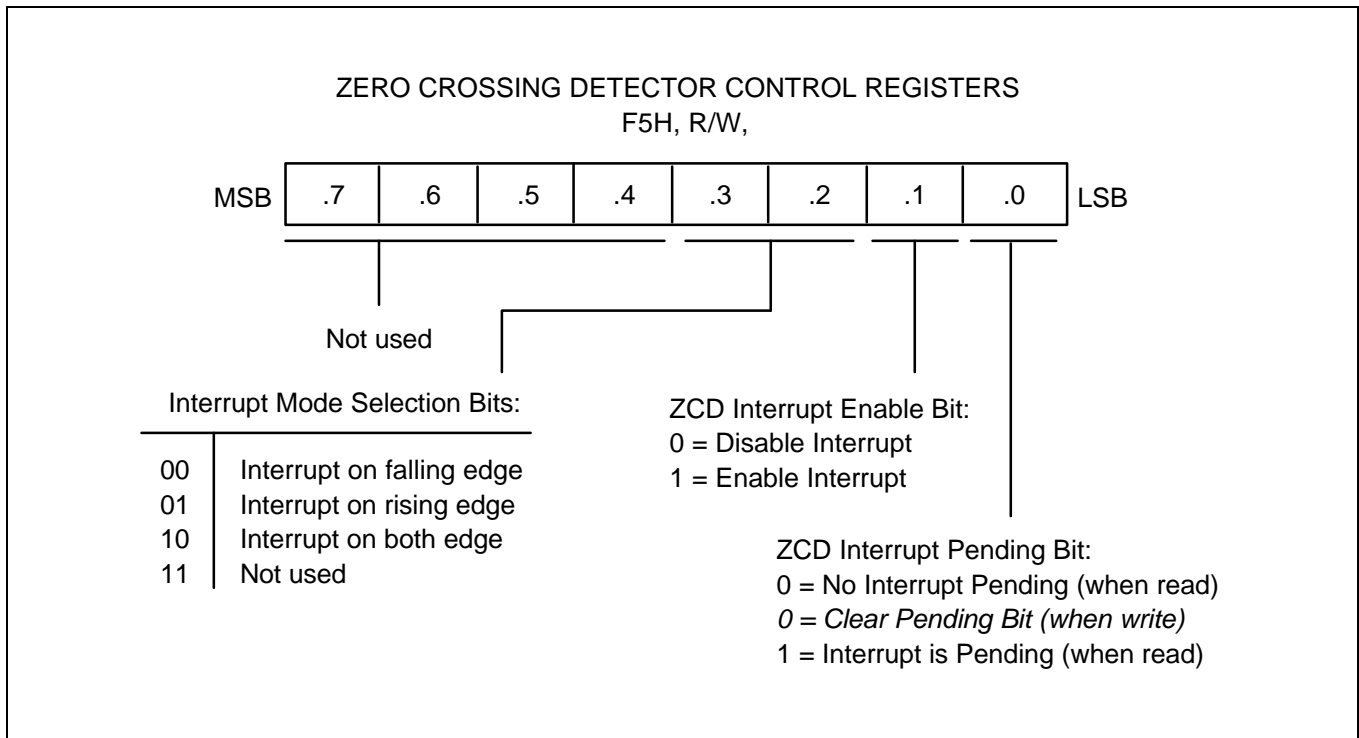 ZERO CROSSING DETECTOR CONTROL REGISTERS
F5H, R/W,
MSB .7 .6 .5 .4 .3 .2 .1 .0 LSB
Not used
Interrupt Mode Selection Bits:
00 Interrupt on falling edge
01 Interrupt on rising edge
10 Interrupt on both edge
11 Not used
ZCD Interrupt Enable Bit:
0 = Disable Interrupt
1 = Enable Interrupt
ZCD Interrupt Pending Bit:
0 = No Interrupt Pending (when read)
0 = Clear Pending Bit (when write)
1 = Interrupt is Pending (when read)